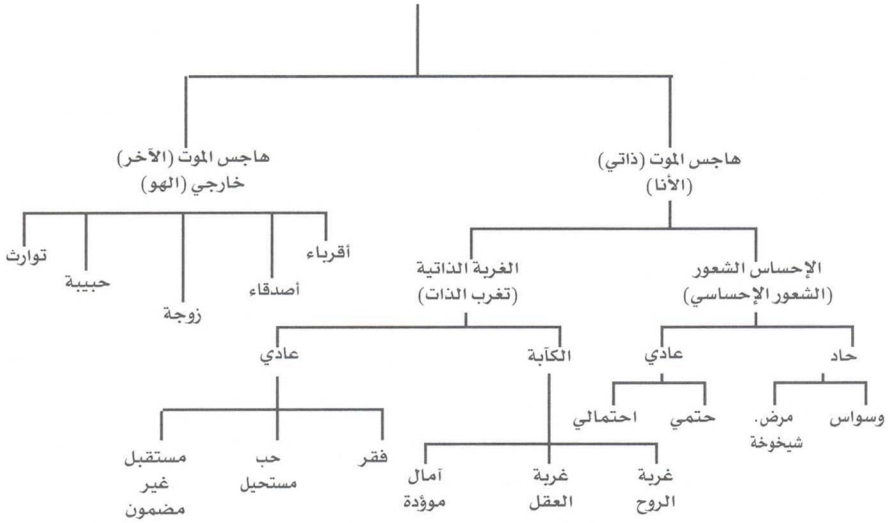 هاجس الموت (ذاتي)
(الأنا)
هاجس الموت (الآخر)
خارجي (الهو)
أقرباء
أصدقاء
زوجة
حبيبة
توارث
الإحساس الشعور
(الشعور الإحساسي)
الغربة الذاتية
(تغرب الذات)
حاد
عادي
الكآبة
عادي
وسواس
مرض.
شيخوخة
حتمي
احتمالي
غربة
الروح
غربة
العقل
آمال
موؤدة
فقر
حب
مستحيل
مستقبل
غير
مضمون